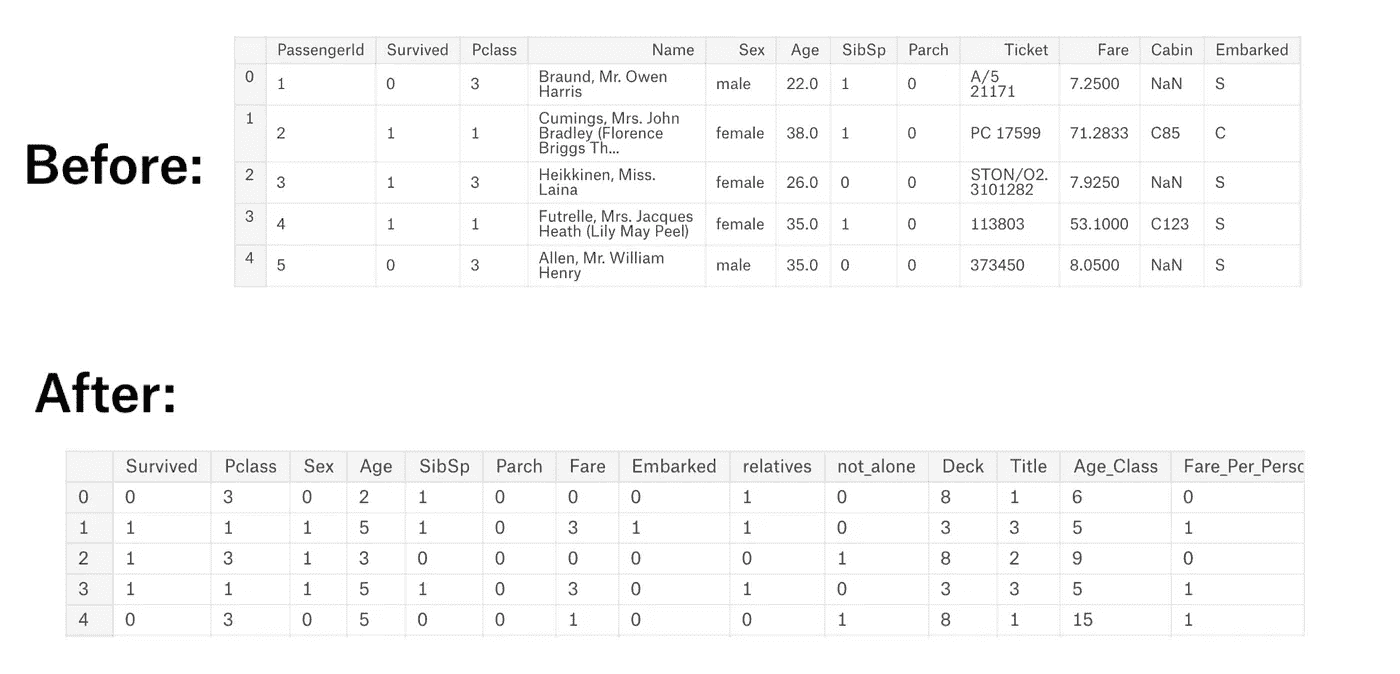 PassengerId Survived Pclass Name Sex Age SibSp Parch Ticket Fare Cabin Embarked
0 1 0 3 Braund, Mr. Owen Harris male 22.0 1 0 A/5 21171 7.2500 NaN S
1 2 1 1 Cumings, Mrs. John Bradley (Florence Briggs Th... female 38.0 1 0 PC 17599 71.2833 C85 C
Before:
2 3 1 3 Heikkinen, Miss. Laina female 26.0 0 0 STON/O2. 3101282 7.9250 NaN S
3 4 1 1 Futrelle, Mrs. Jacques Heath (Lily May Peel) female 35.0 1 0 113803 53.1000 C123 S
4 5 0 3 Allen, Mr. William Henry male 35.0 0 0 373450 8.0500 NaN S
After:
Survived Pclass Sex Age SibSp Parch Fare Embarked relatives not_alone Deck Title Age_Class Fare_Per_Perso
0 0 3 0 2 1 0 0 0 1 0 8 1 6 0
1 1 1 1 5 1 0 3 1 1 0 3 3 5 1
2 1 3 1 3 0 0 0 0 0 1 8 2 9 0
3 1 1 1 5 1 0 3 0 1 0 3 3 5 1
4 0 3 0 5 0 0 1 0 0 1 8 1 15 1